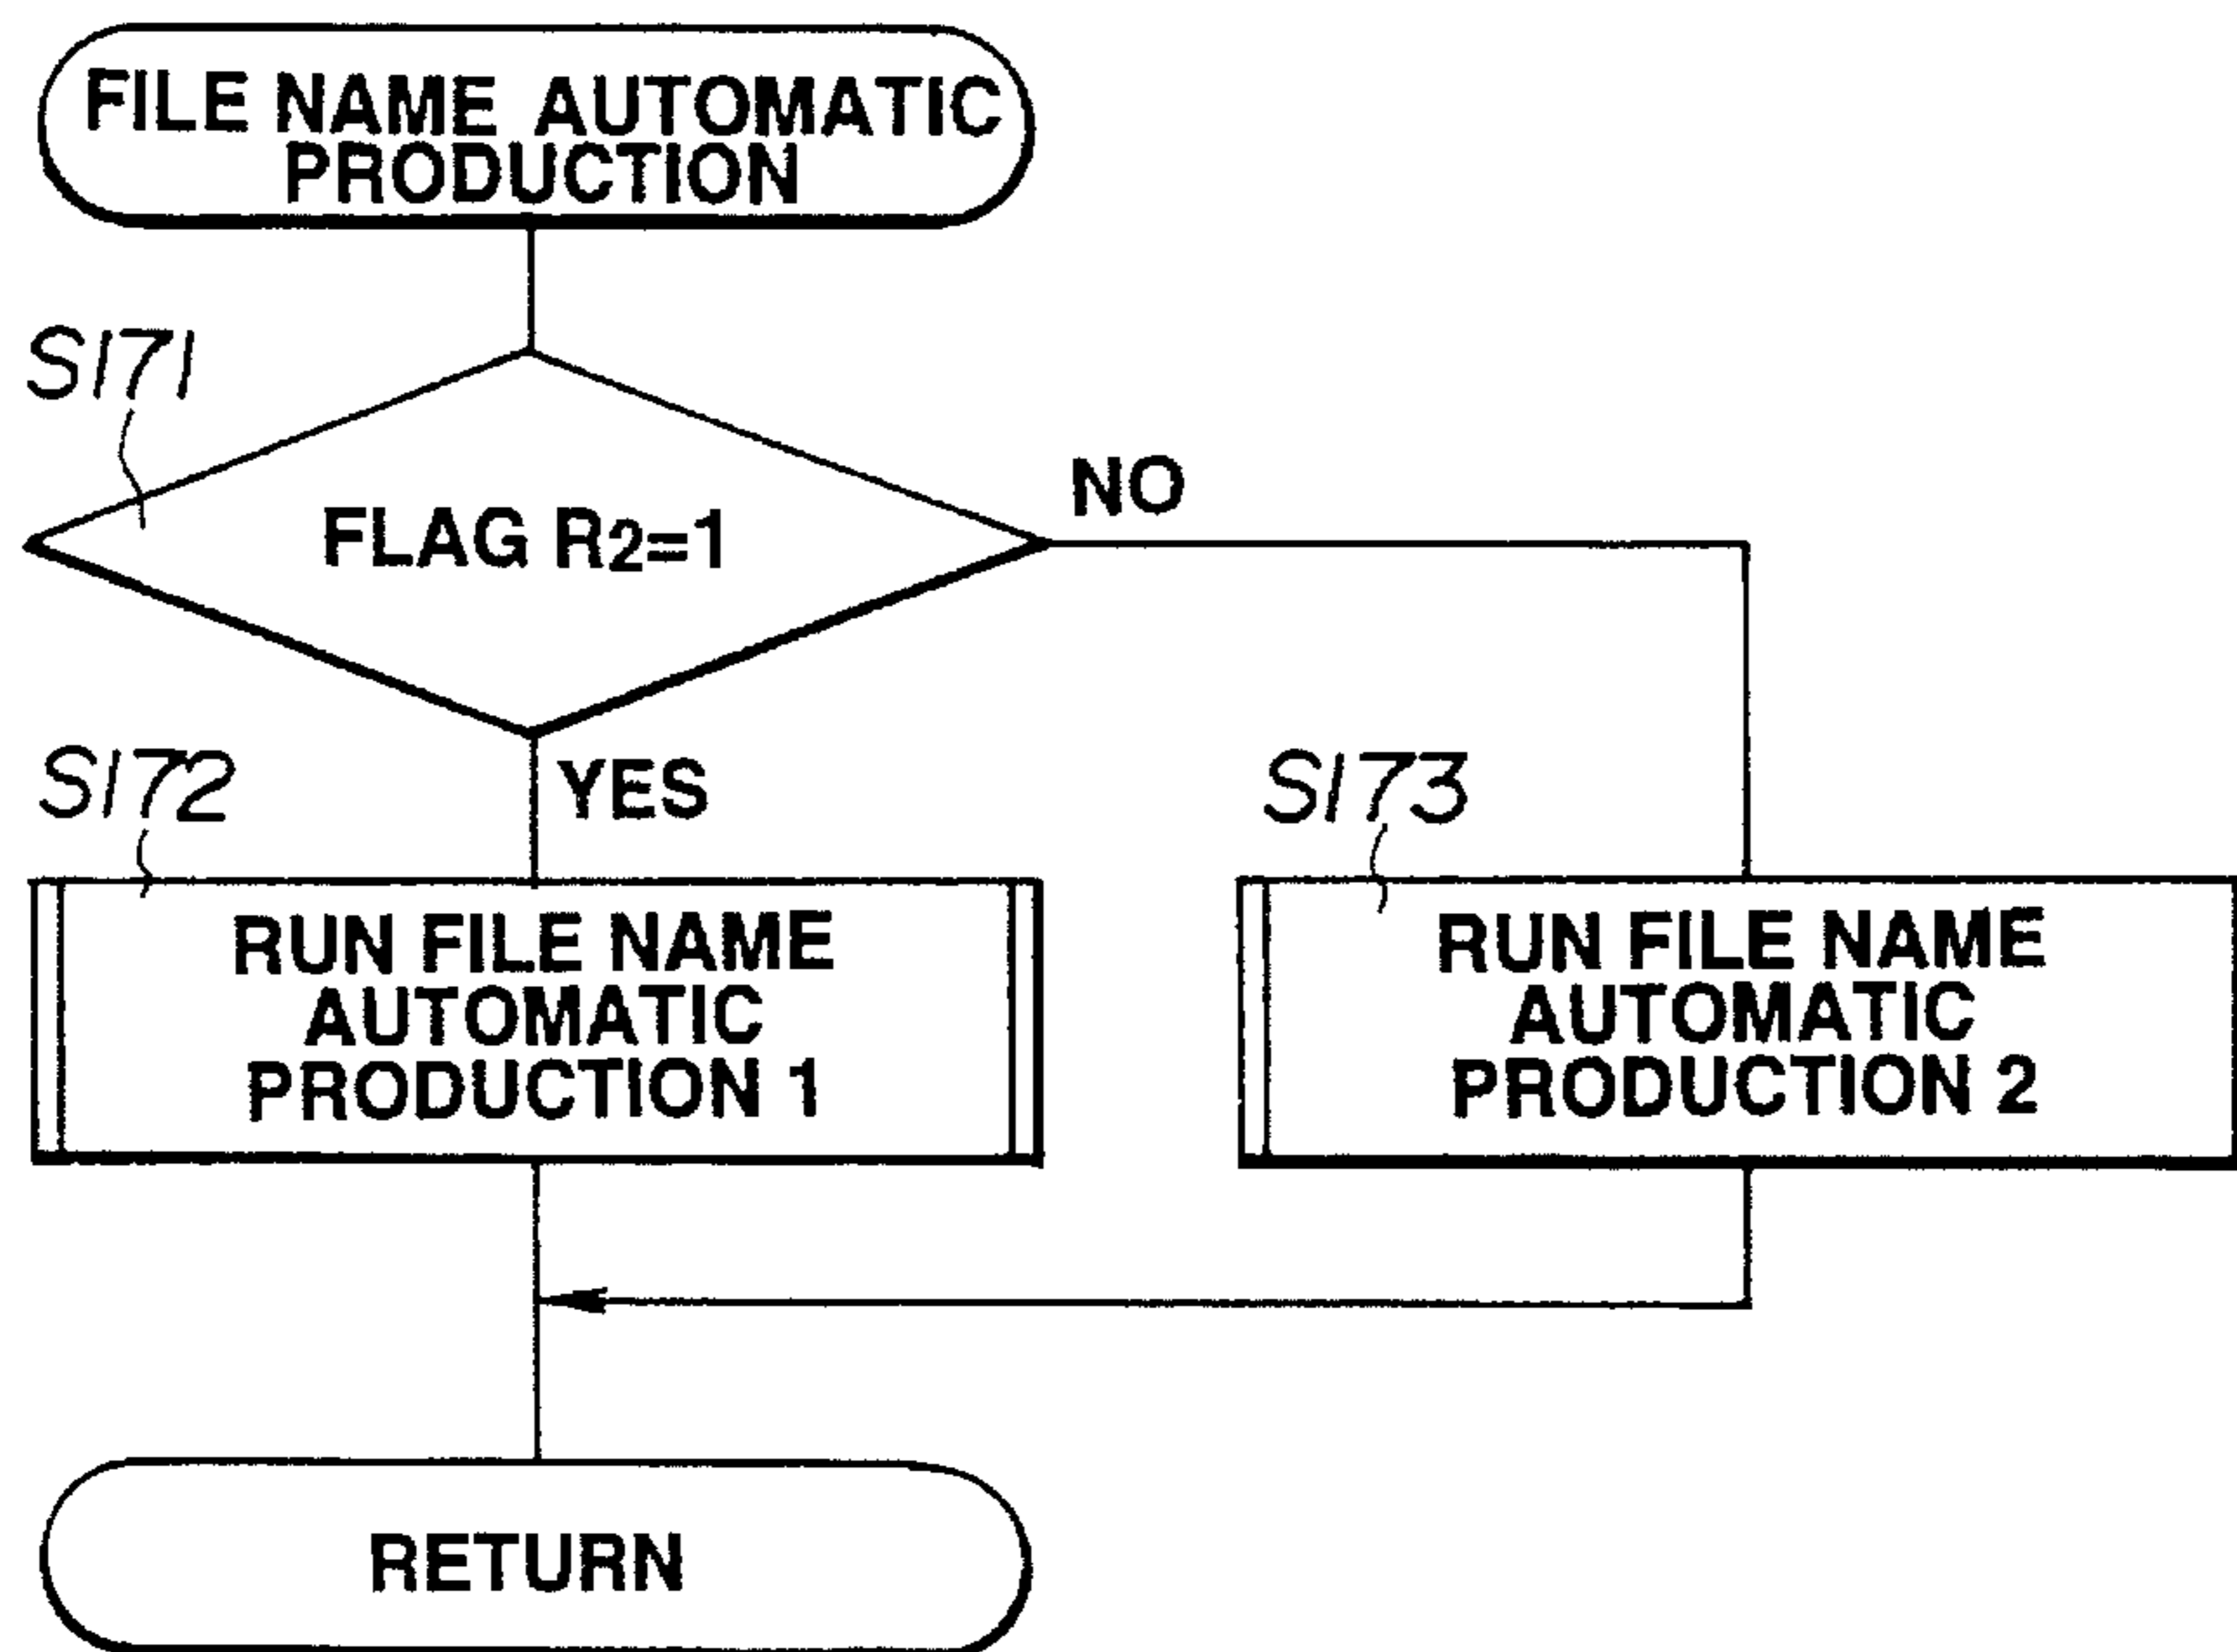 FILE NAME AUTOMATIC
PRODUCTION
S171
FLAG R2=1
NO
S172
YES
S173
RUN FILE NAME
AUTOMATIC
PRODUCTION 1
RUN FILE NAME
AUTOMATIC
PRODUCTION 2
RETURN